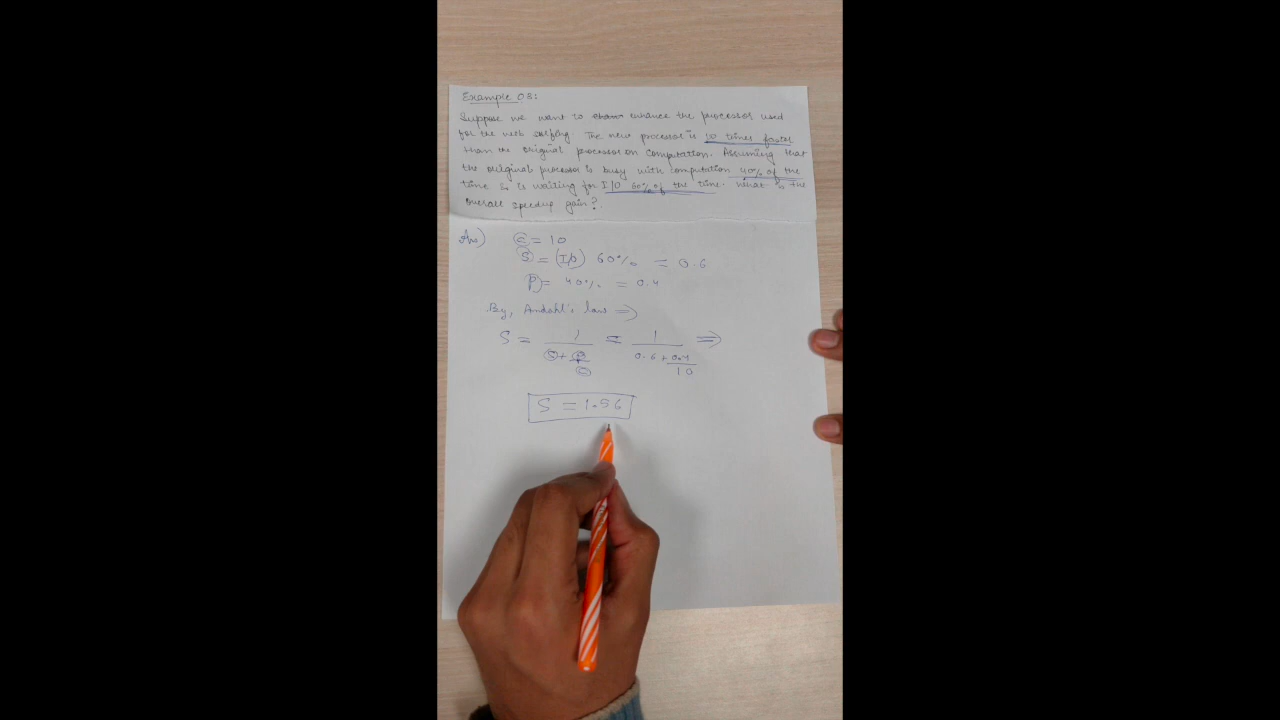 Example 03:
Suppose we want to enhance the processor used
for the web surfing. The new processor is 10 times faster
than the original processor on Computation. Assuming that
the original processor is busy with computation 40% of the
time & is waiting for I/O 60% of the time. What is the
overall speedup gain?
Ans) c = 10
S = (I/p) 60% = 0.6
P = 40% = 0.4
By, Amdahl's law ⇒
S = 1 / (S + P/C) = 1 / (0.6 + 0.4/10) ⇒
S = 1.56